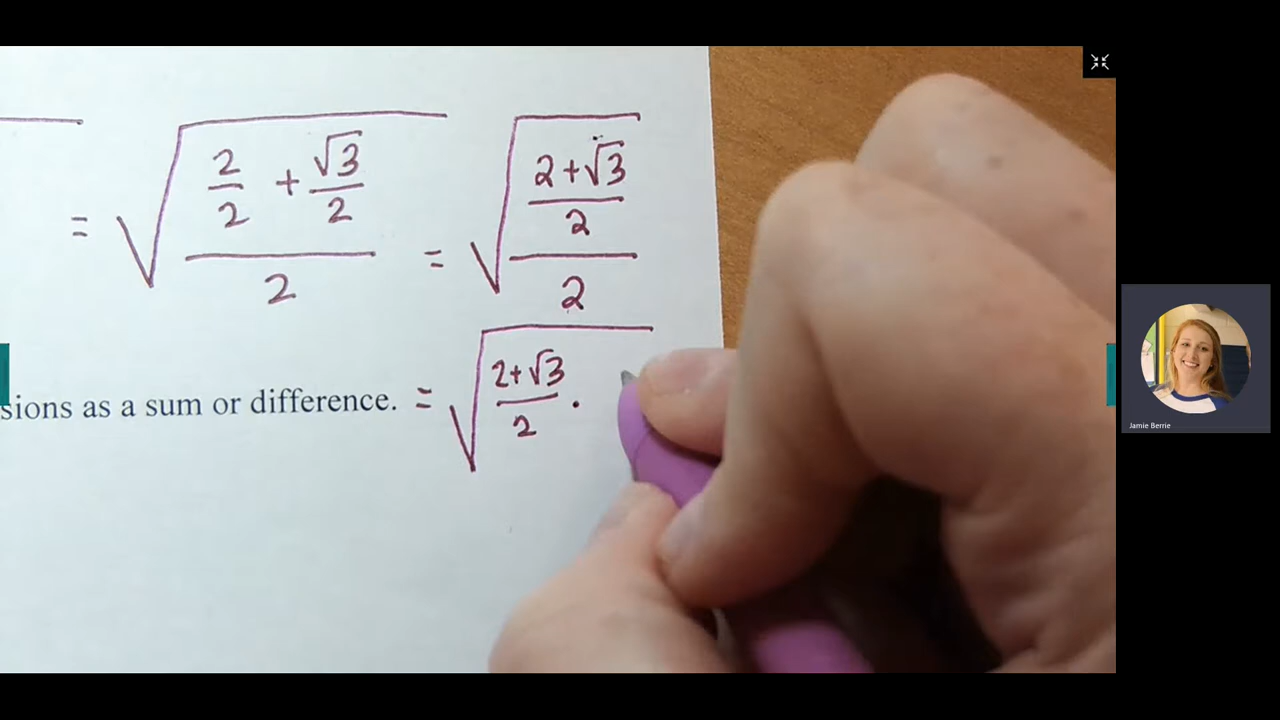 = √(((2/2) + (√3/2))/2) = √(((2+√3)/2)/2)
sions as a sum or difference. = √((2+√3)/2 ·
Jamie Berrie